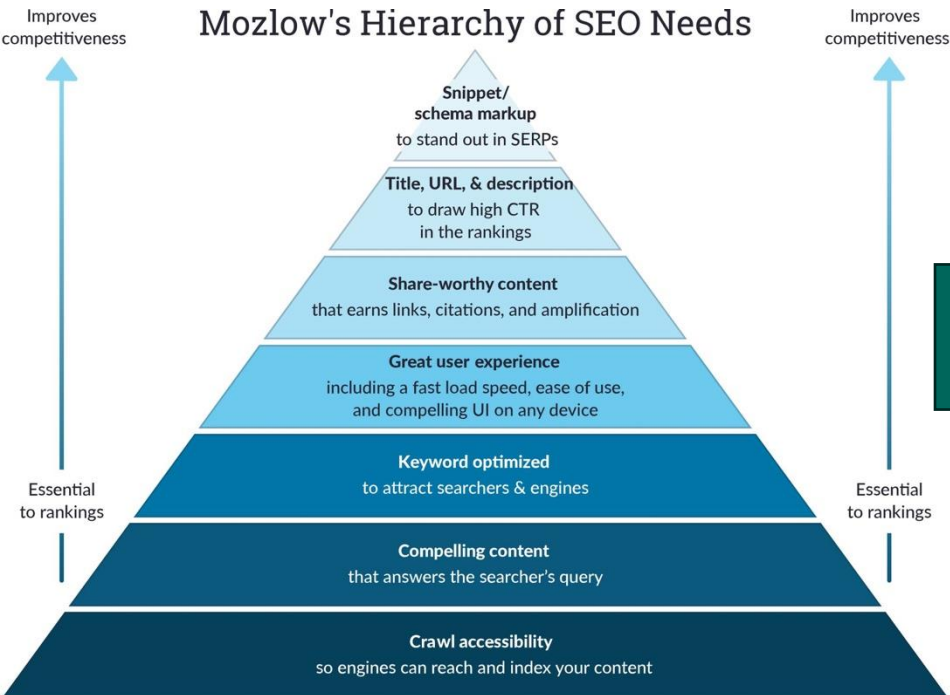 Mozlow's Hierarchy of SEO Needs
Improves
competitiveness
Improves
competitiveness
Snippet/
schema markup
to stand out in SERPs
Title, URL, & description
to draw high CTR
in the rankings
Share-worthy content
that earns links, citations, and amplification
Great user experience
including a fast load speed, ease of use,
and compelling UI on any device
Essential
to rankings
Keyword optimized
to attract searchers & engines
Essential
to rankings
Compelling content
that answers the searcher's query
Crawl accessibility
so engines can reach and index your content